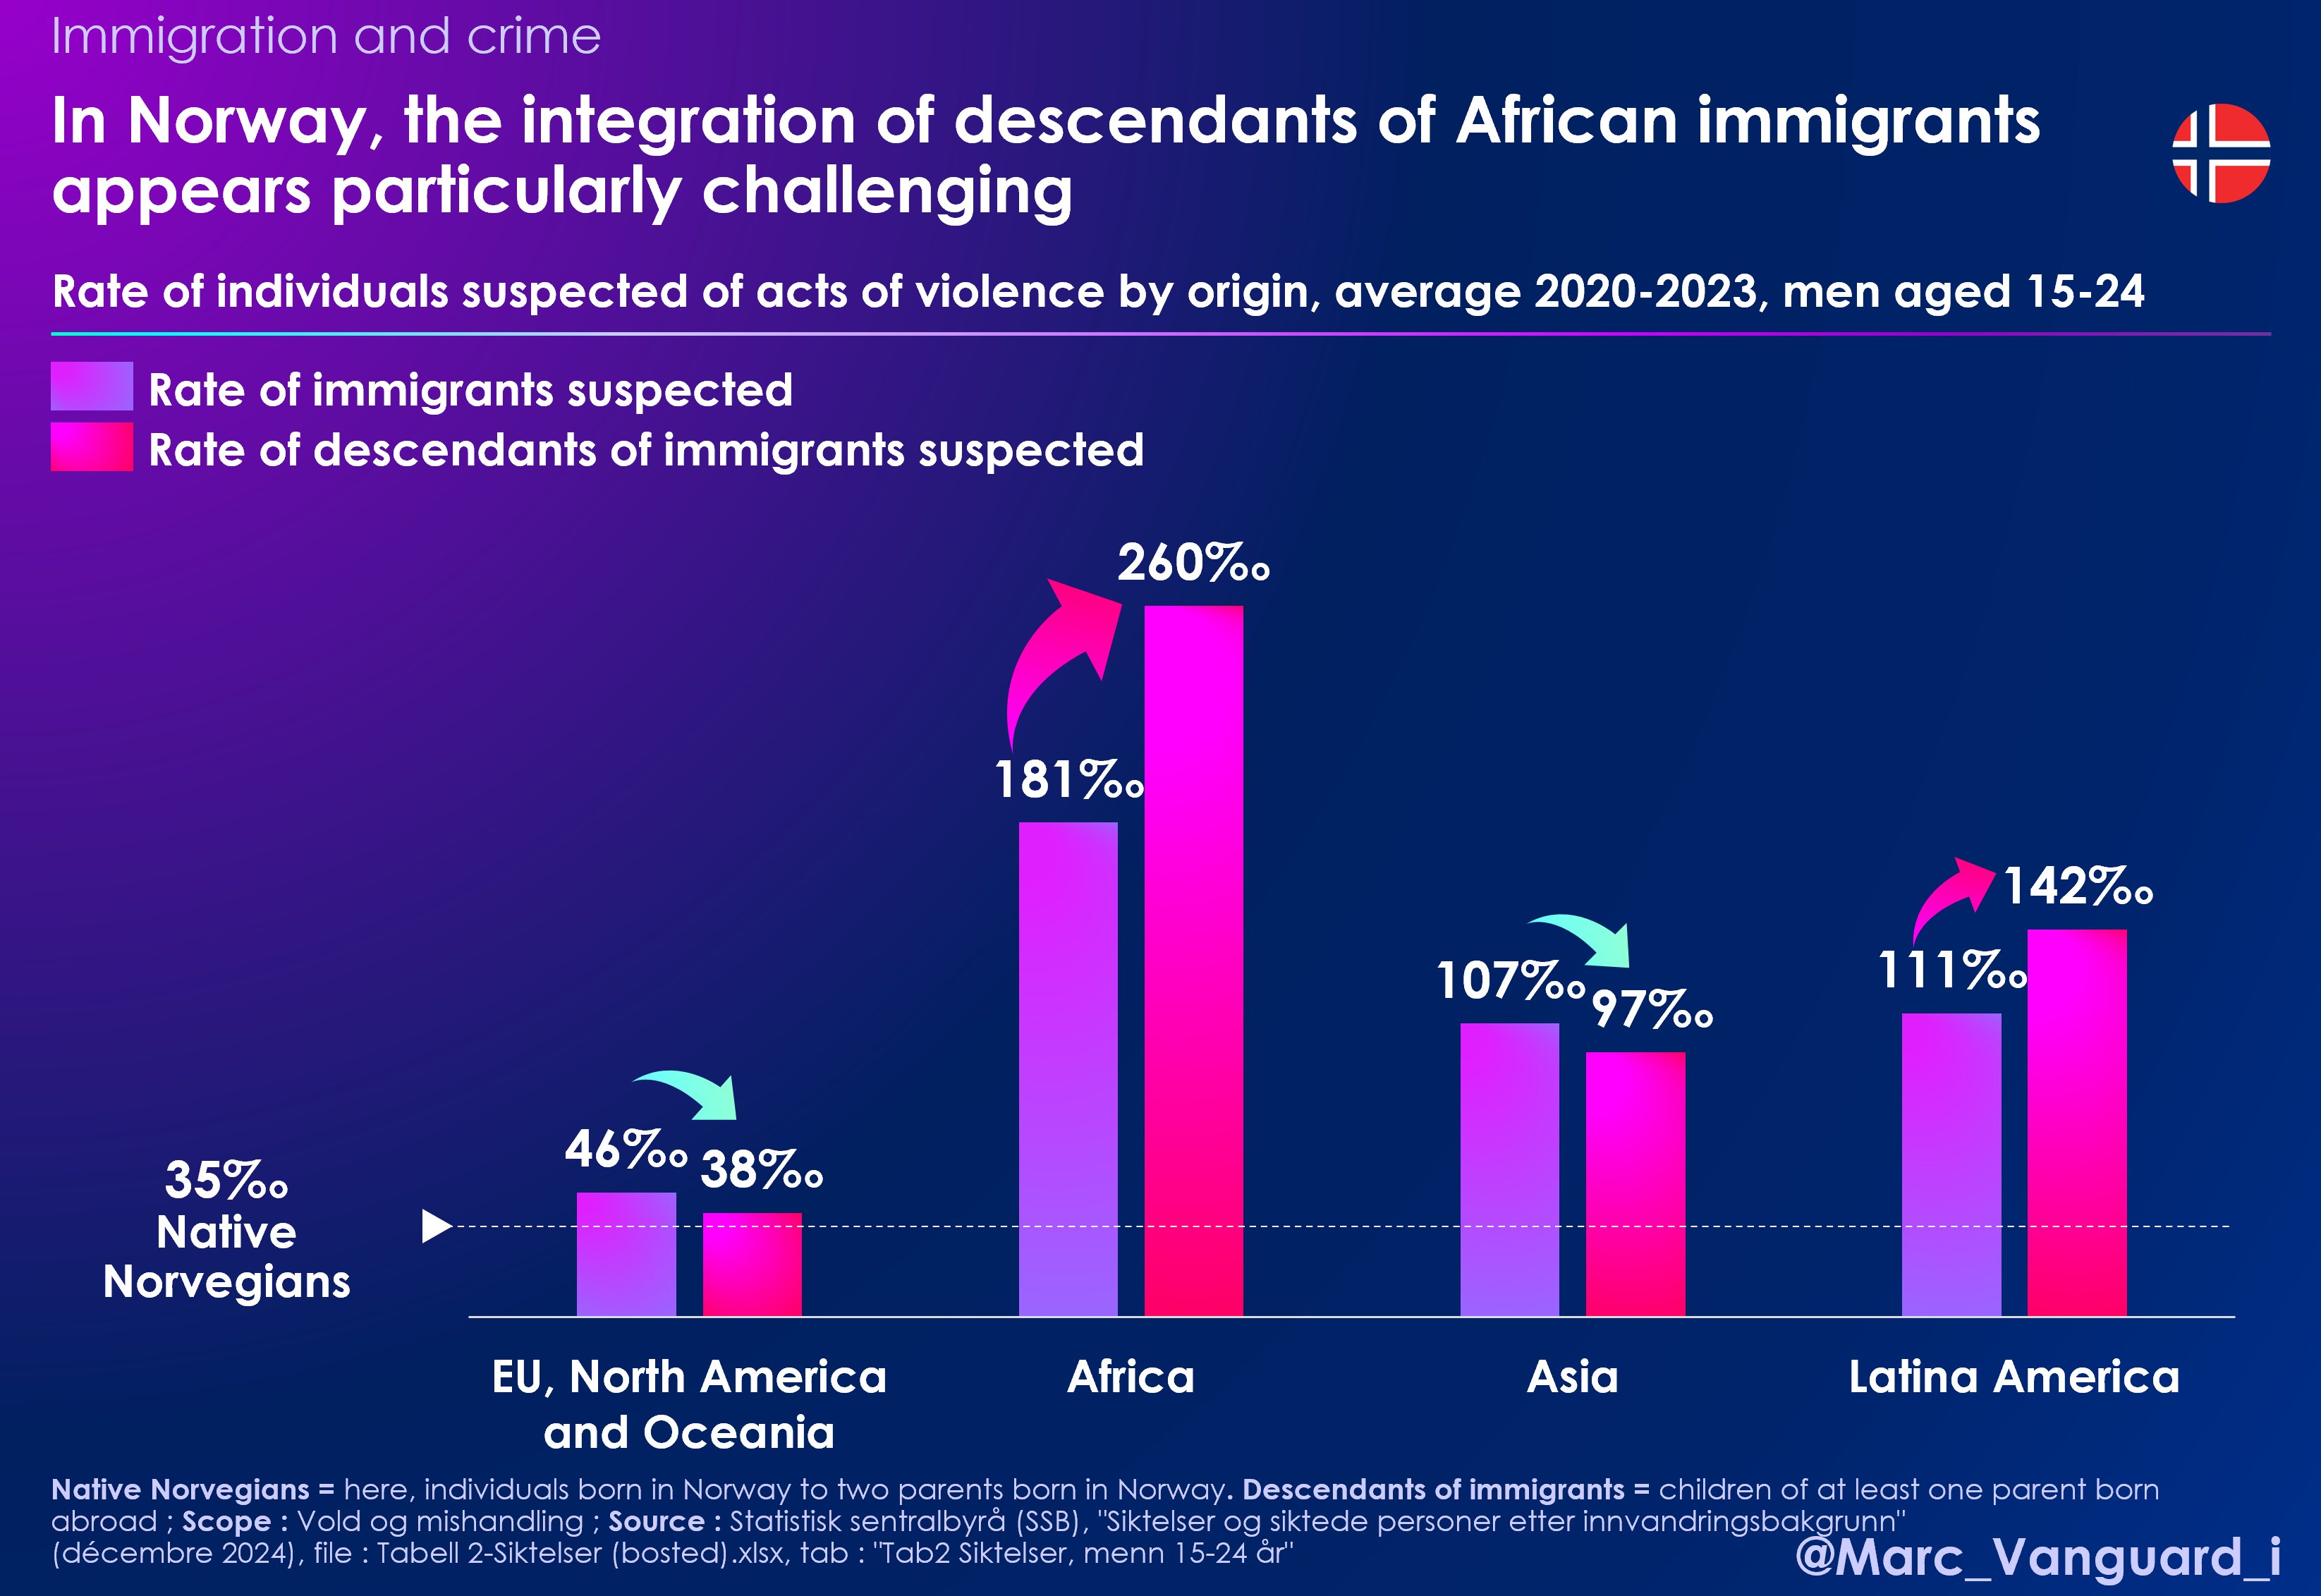 Immigration and crime
In Norway, the integration of descendants of African immigrants
appears particularly challenging
Rate of individuals suspected of acts of violence by origin, average 2020-2023, men aged 15-24
Rate of immigrants suspected
Rate of descendants of immigrants suspected
260‰
181‰
142‰
111‰
107‰
97‰
46‰
38‰
35‰
Native
Norvegians
EU, North America
and Oceania
Africa
Asia
Latina America
Native Norvegians = here, individuals born in Norway to two parents born in Norway. Descendants of immigrants = children of at least one parent born
abroad ; Scope : Vold og mishandling ; Source : Statistisk sentralbyrå (SSB), "Siktelser og siktede personer etter innvandringsbakgrunn"
(décembre 2024), file : Tabell 2-Siktelser (bosted).xlsx, tab : "Tab2 Siktelser, menn 15-24 år"
@Marc_Vanguard_i